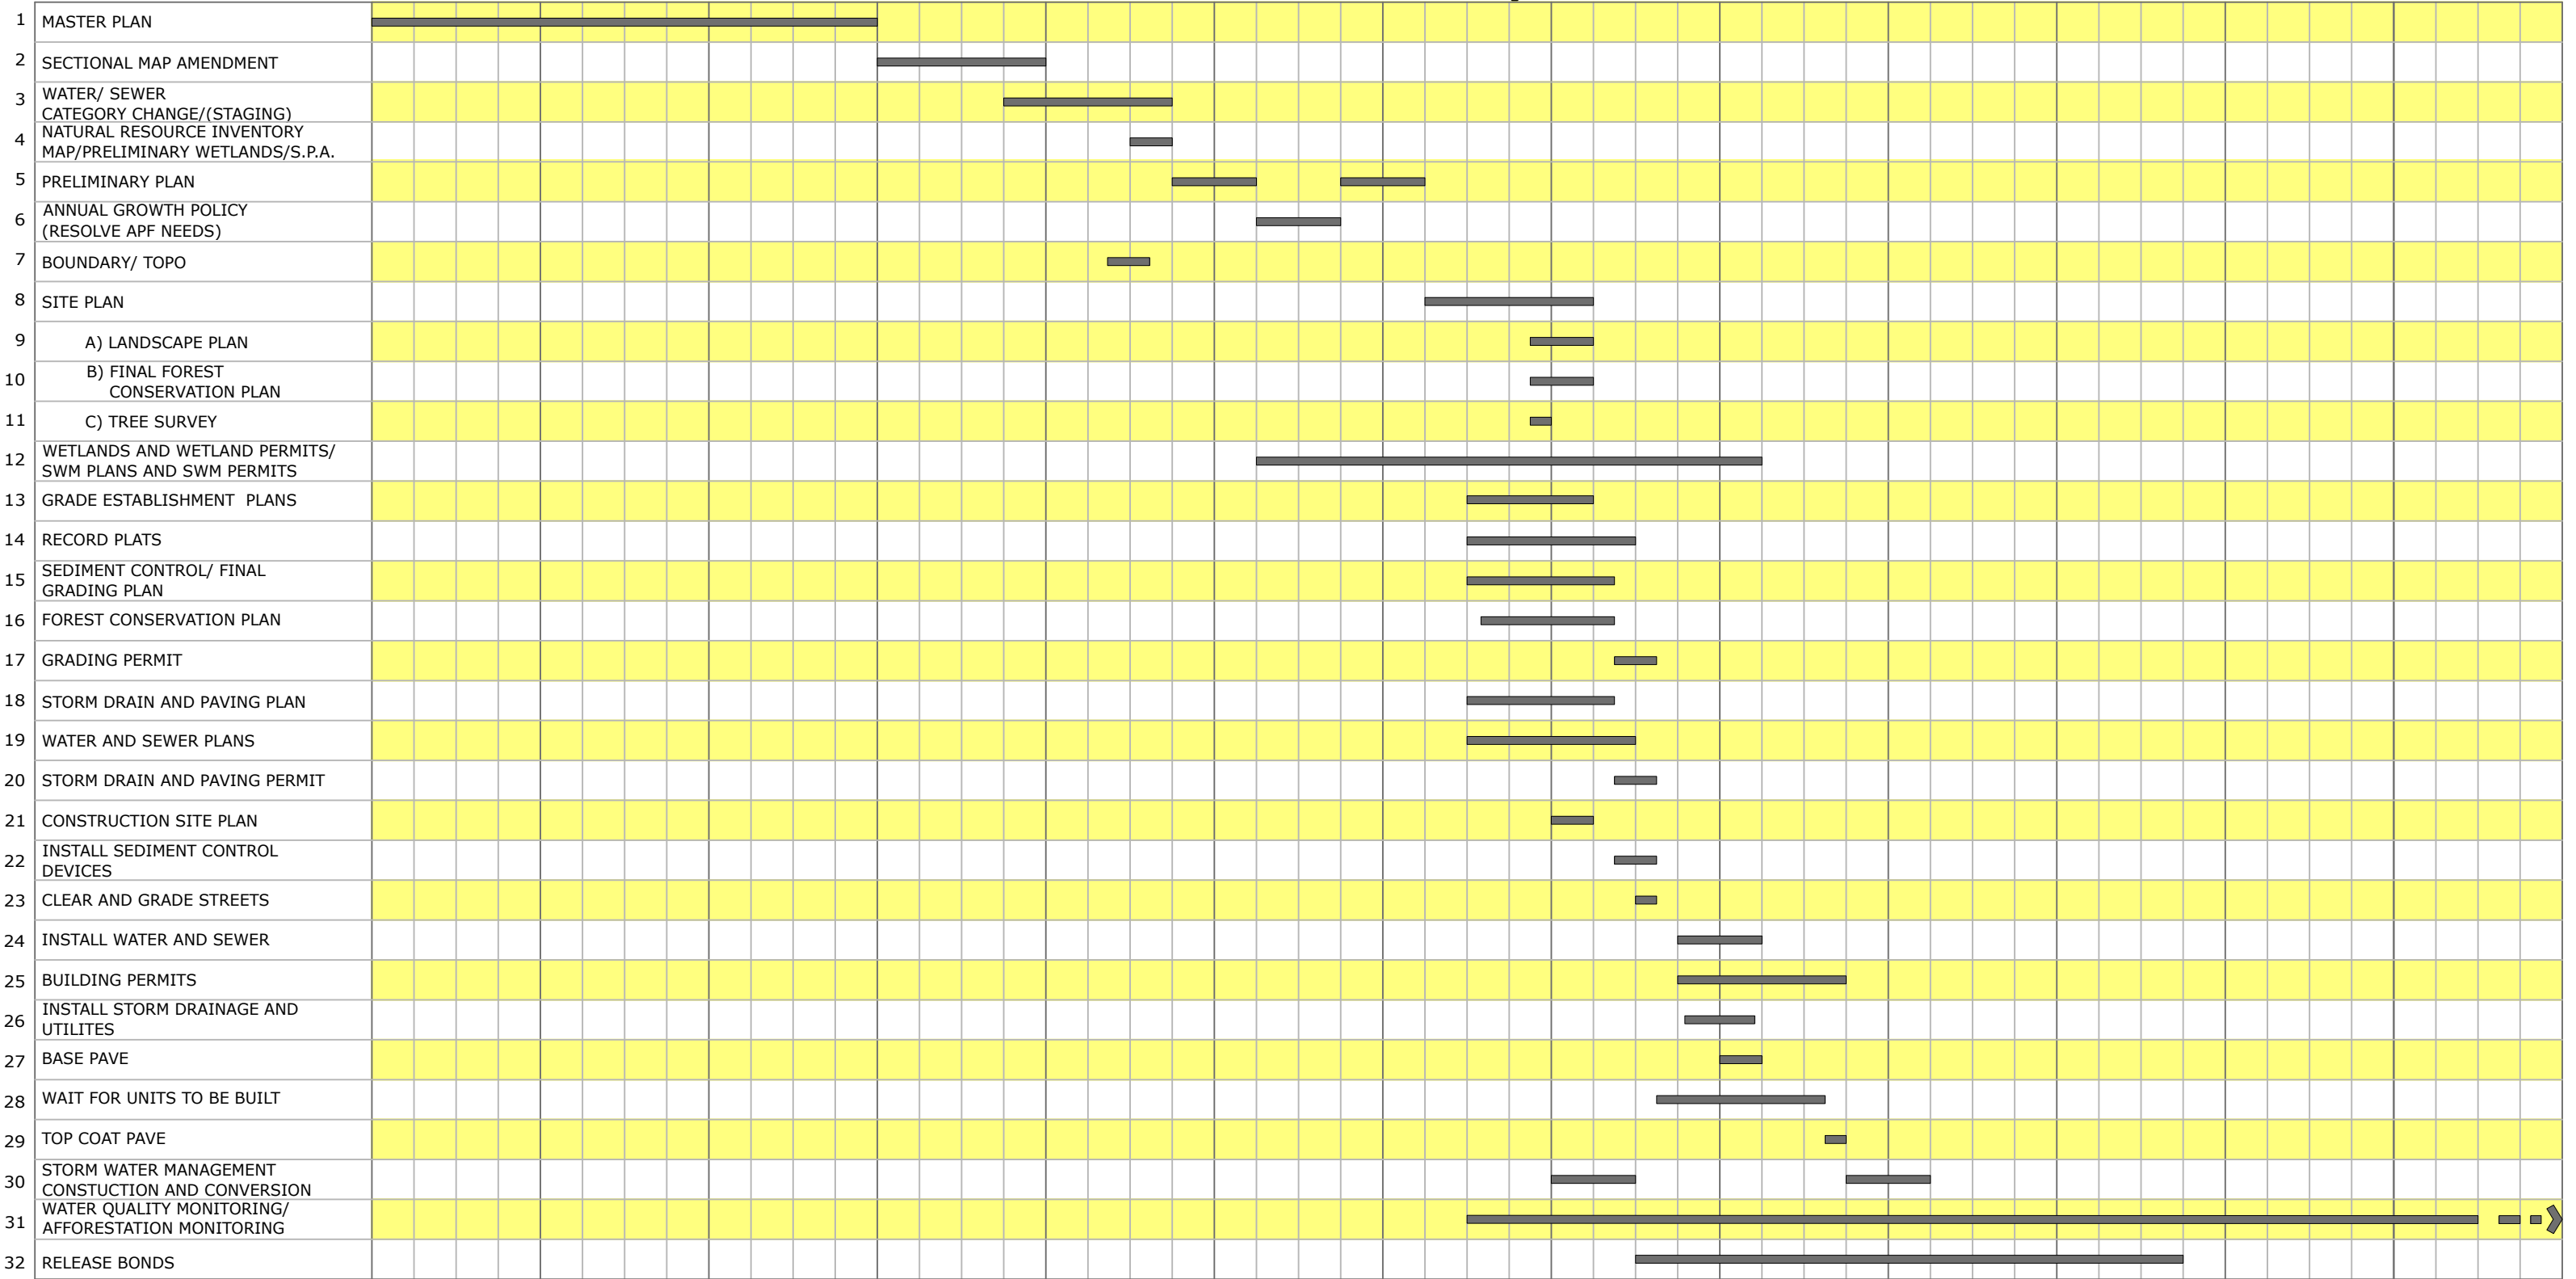 1 MASTER PLAN
2 SECTIONAL MAP AMENDMENT
3 WATER/ SEWER
CATEGORY CHANGE/(STAGING)
4 NATURAL RESOURCE INVENTORY
MAP/PRELIMINARY WETLANDS/S.P.A.
5 PRELIMINARY PLAN
6 ANNUAL GROWTH POLICY
(RESOLVE APF NEEDS)
7 BOUNDARY/ TOPO
8 SITE PLAN
9 A) LANDSCAPE PLAN
10 B) FINAL FOREST
CONSERVATION PLAN
11 C) TREE SURVEY
12 WETLANDS AND WETLAND PERMITS/
SWM PLANS AND SWM PERMITS
13 GRADE ESTABLISHMENT PLANS
14 RECORD PLATS
15 SEDIMENT CONTROL/ FINAL
GRADING PLAN
16 FOREST CONSERVATION PLAN
17 GRADING PERMIT
18 STORM DRAIN AND PAVING PLAN
19 WATER AND SEWER PLANS
20 STORM DRAIN AND PAVING PERMIT
21 CONSTRUCTION SITE PLAN
22 INSTALL SEDIMENT CONTROL
DEVICES
23 CLEAR AND GRADE STREETS
24 INSTALL WATER AND SEWER
25 BUILDING PERMITS
26 INSTALL STORM DRAINAGE AND
UTILITES
27 BASE PAVE
28 WAIT FOR UNITS TO BE BUILT
29 TOP COAT PAVE
30 STORM WATER MANAGEMENT
CONSTUCTION AND CONVERSION
31 WATER QUALITY MONITORING/
AFFORESTATION MONITORING
32 RELEASE BONDS